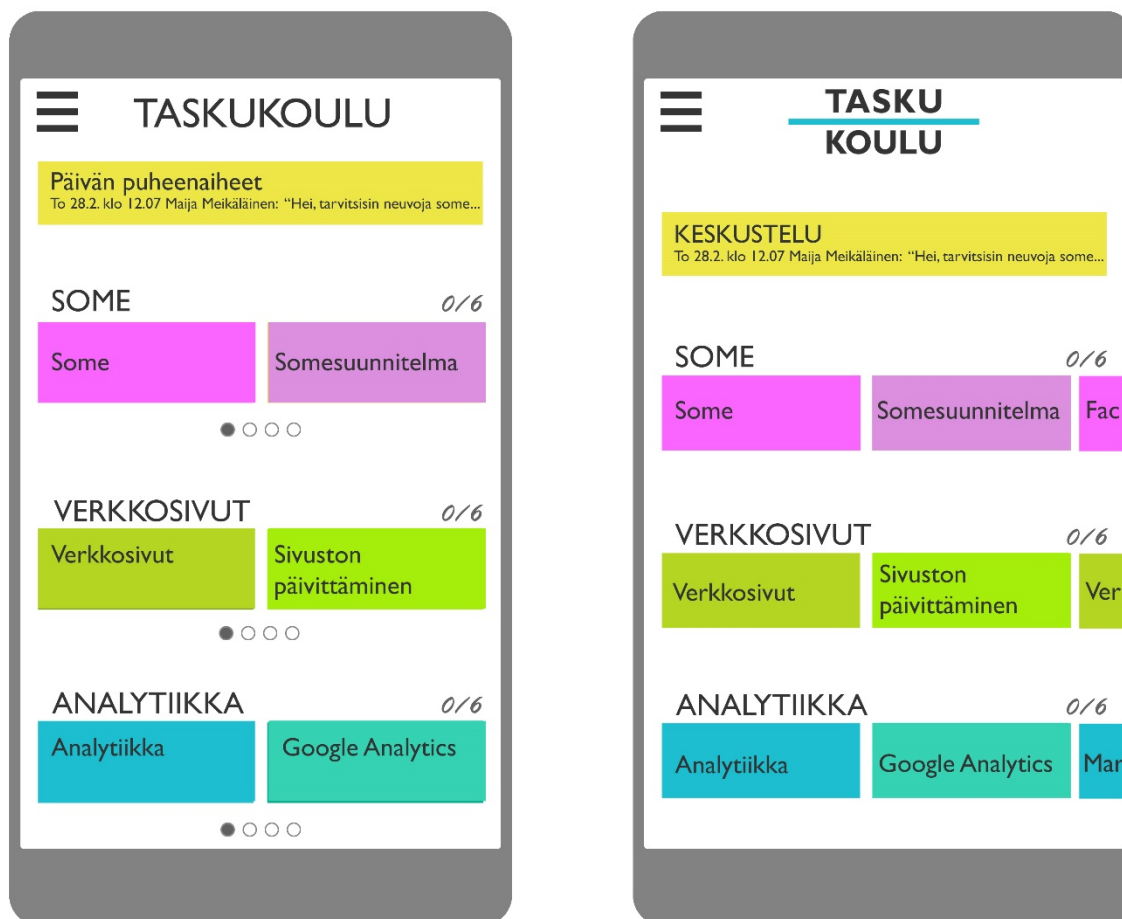 TASKUKOULU
Päivän puheenaiheet
To 28.2. klo 12.07 Maija Meikäläinen: “Hei, tarvitsisin neuvoja some...
SOME 0/6
Some Somesuunnitelma
VERKKOSIVUT 0/6
Verkkosivut Sivuston
päivittäminen
ANALYTIIKKA 0/6
Analytiikka Google Analytics
TASKU
KOULU
KESKUSTELU
To 28.2. klo 12.07 Maija Meikäläinen: “Hei, tarvitsisin neuvoja some...
SOME 0/6
Some Somesuunnitelma Fac
VERKKOSIVUT 0/6
Verkkosivut Sivuston Ver
päivittäminen
ANALYTIIKKA 0/6
Analytiikka Google Analytics Mar